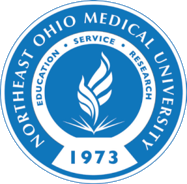 NORTHEAST OHIO MEDICAL UNIVERSITY
EDUCATION • SERVICE • RESEARCH
1973